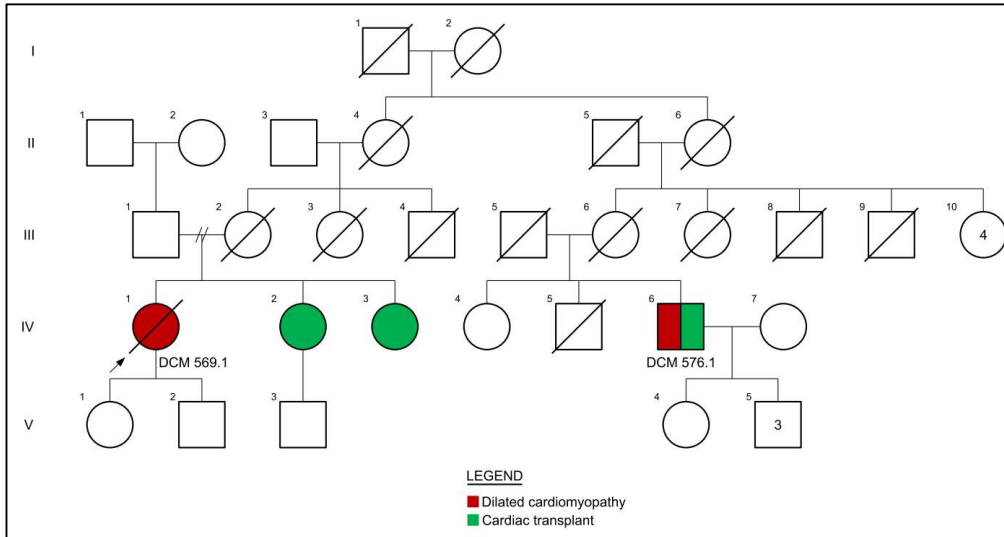 1 2
I
1 2 3 4 5 6
II
1 2 3 4 5 6 7 8 9 10
III
4
1 2 3 4 5 6 7
IV
DCM 569.1 DCM 576.1
1 2 3 4 5
V
3
LEGEND
Dilated cardiomyopathy
Cardiac transplant